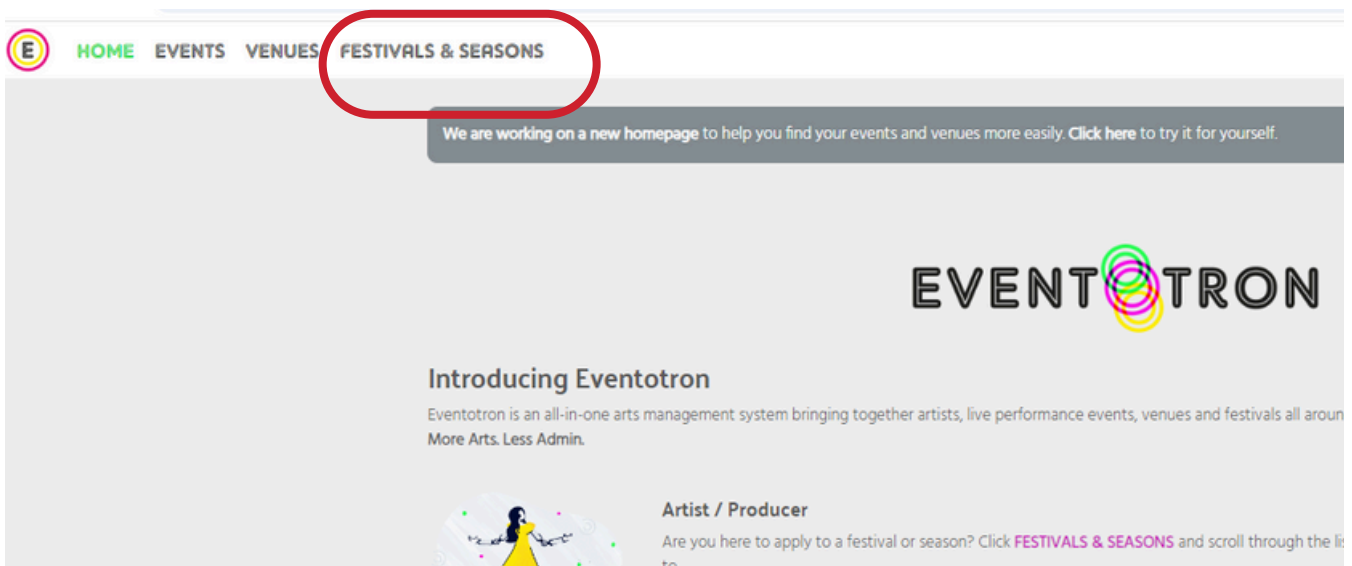 E HOME EVENTS VENUES FESTIVALS & SEASONS
We are working on a new homepage to help you find your events and venues more easily. Click here to try it for yourself.
EVENTOTRON
Introducing Eventotron
Eventotron is an all-in-one arts management system bringing together artists, live performance events, venues and festivals all aroun
More Arts. Less Admin.
Artist / Producer
Are you here to apply to a festival or season? Click FESTIVALS & SEASONS and scroll through the li
to